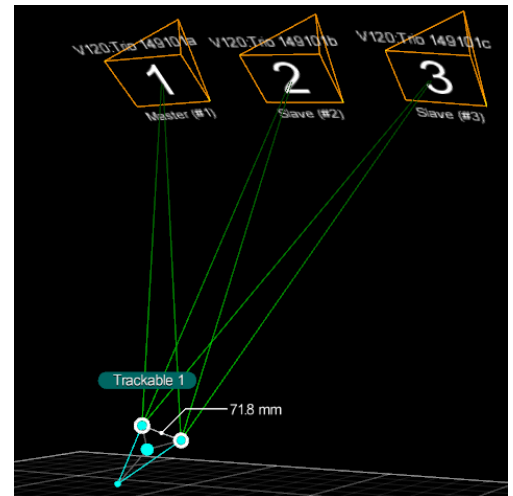 V120:Trio 149101a
V120:Trio 149101b
V120:Trio 149101c
1
2
3
Master (#1)
Slave (#2)
Slave (#3)
Trackable 1
71.8 mm